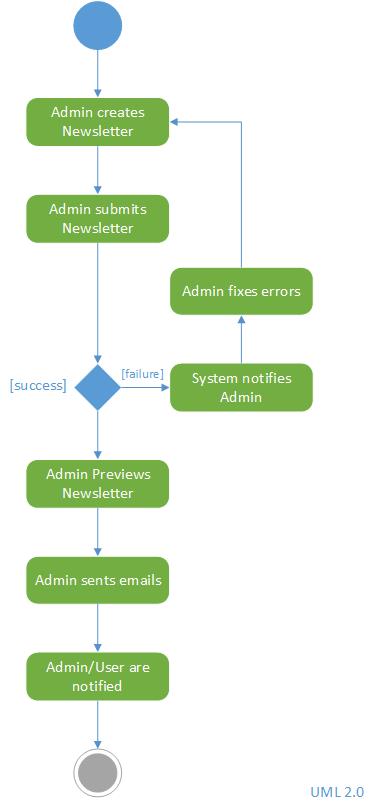 Admin creates
Newsletter
Admin submits
Newsletter
Admin fixes errors
[failure]
[success]
System notifies
Admin
Admin Previews
Newsletter
Admin sents emails
Admin/User are
notified
UML 2.0